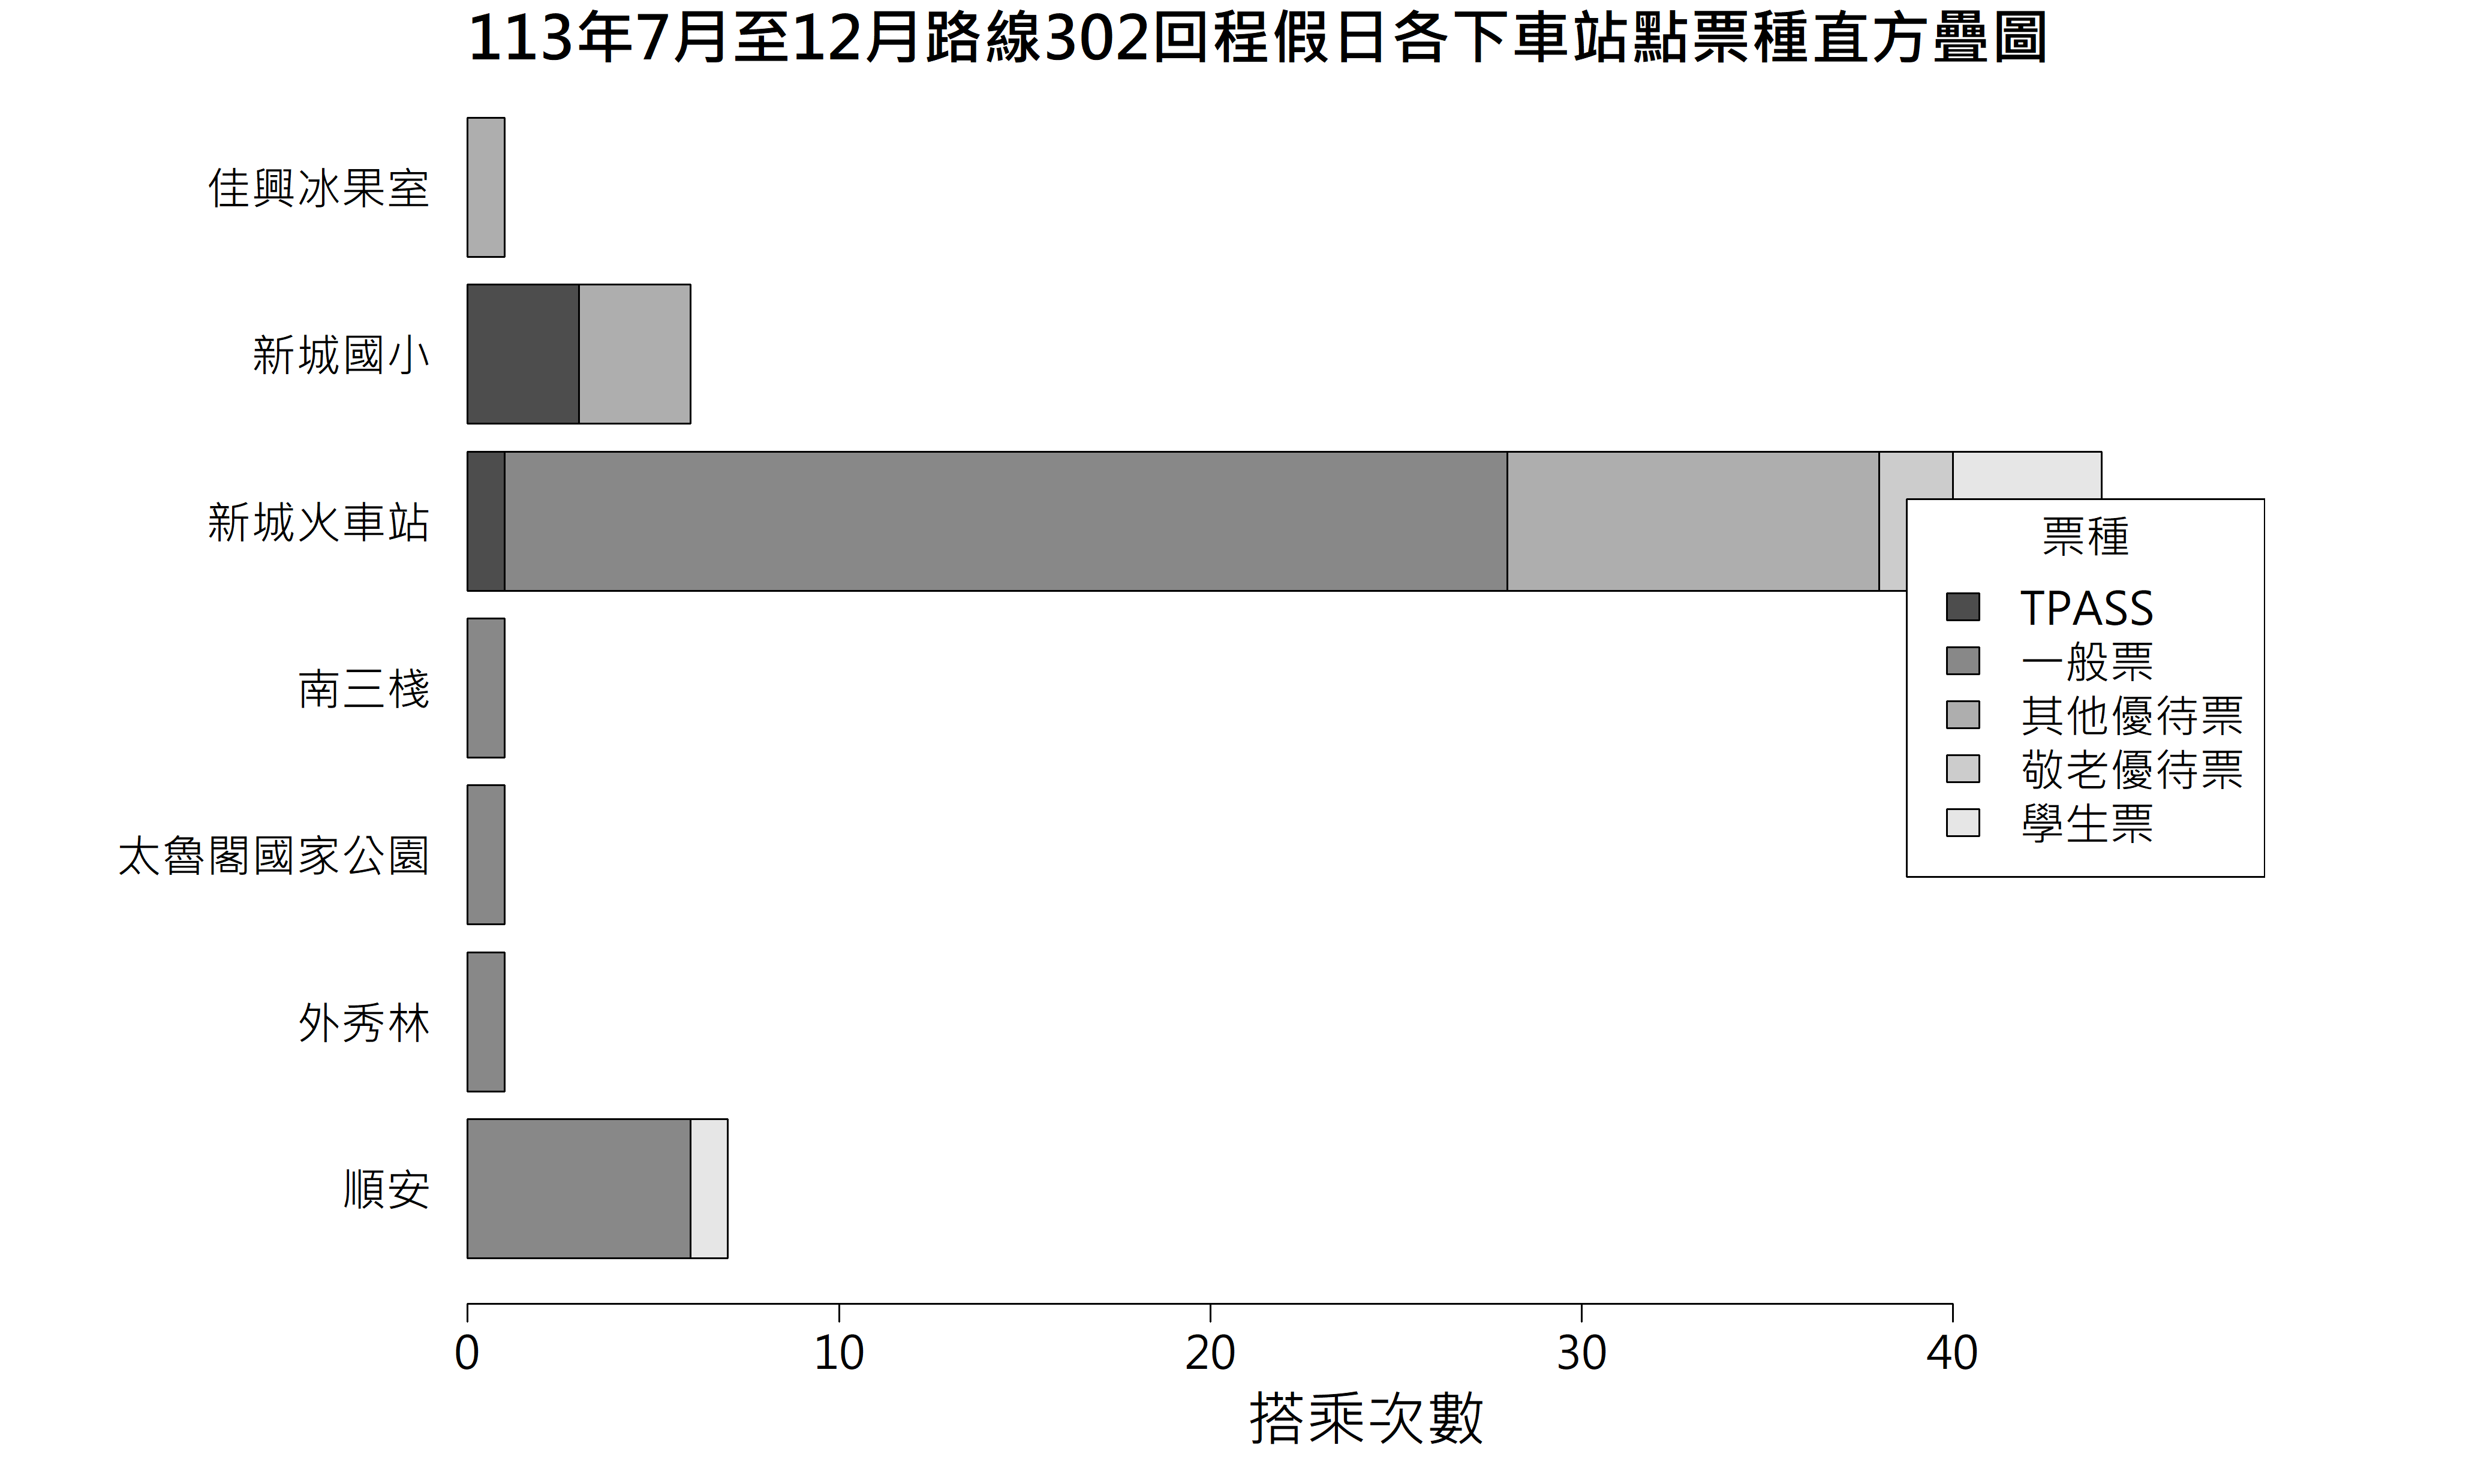 113年7月至12月路線302回程假日各下車站點票種直方疊圖
佳興冰果室
新城國小
新城火車站
南三棧
太魯閣國家公園
外秀林
順安
票種
TPASS
一般票
其他優待票
敬老優待票
學生票
0 10 20 30 40
搭乘次數